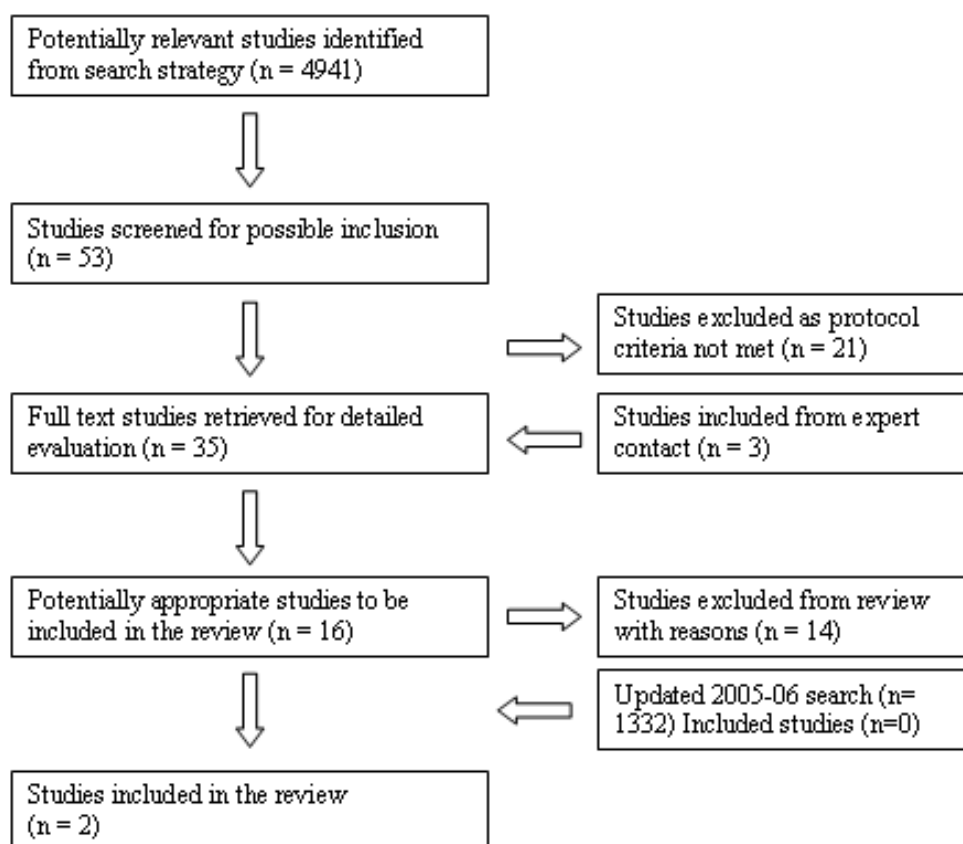 Potentially relevant studies identified
from search strategy (n = 4941)
Studies screened for possible inclusion
(n = 53)
Studies excluded as protocol
criteria not met (n = 21)
Full text studies retrieved for detailed
evaluation (n = 35)
Studies included from expert
contact (n = 3)
Potentially appropriate studies to be
included in the review (n = 16)
Studies excluded from review
with reasons (n = 14)
Updated 2005-06 search (n=
1332) Included studies (n=0)
Studies included in the review
(n = 2)